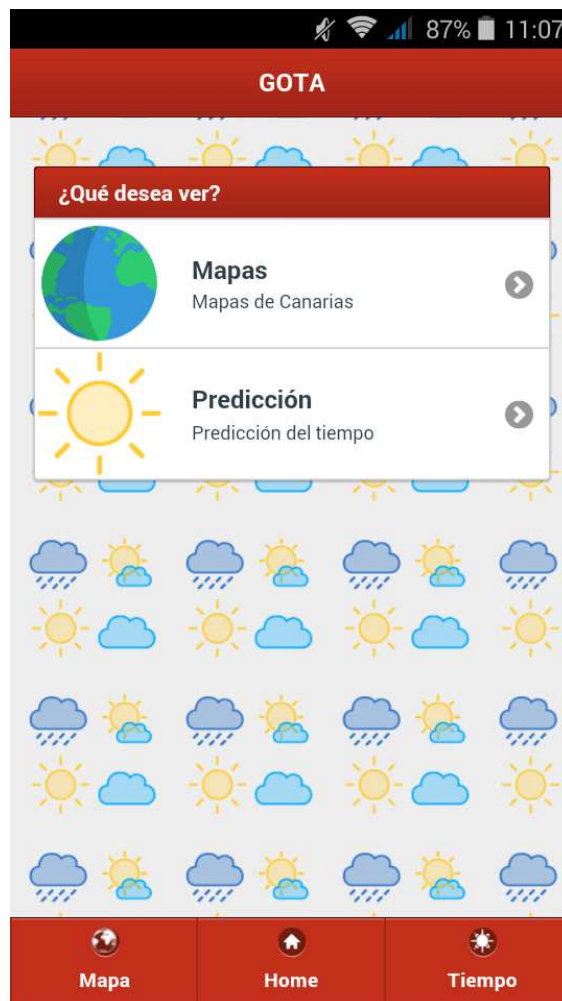 87% 11:07
GOTA
¿Qué desea ver?
Mapas
Mapas de Canarias
Predicción
Predicción del tiempo
Mapa Home Tiempo